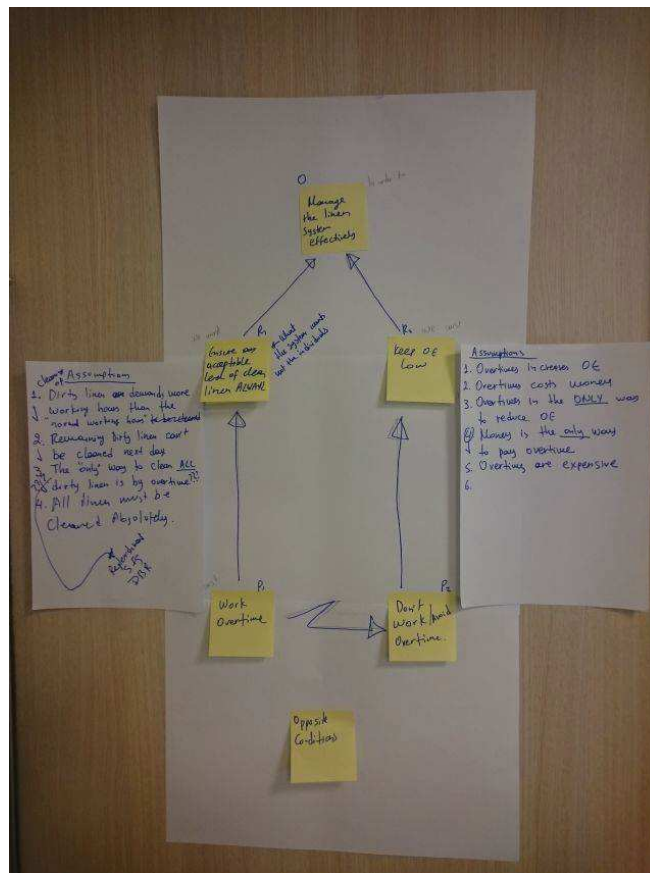 O
Manage
the linen
System
effectively
R1
Ensure an
acceptable
level of clean
linen ALWAYS
What
the system wants
not the individuals
R2
Keep OE
Low
Assumptions
1. Dirty linen demands more
working hours than the
normal working hours
2. Remaining Dirty linen can't
be cleaned next day
3. The "only" way to clean ALL
dirty linen is by overtime
4. All linen must be
Cleaned Absolutely.
DBR
Assumptions
1. Overtimes increases OE
2. Overtimes costs money
3. Overtimes is the ONLY way
to reduce OE
4 Money is the only way
to pay overtime
5. Overtimes are expensive
6.
P1
Work
Overtime
P2
Don't
Work/Avoid
Overtime.
Opposite
Conditions